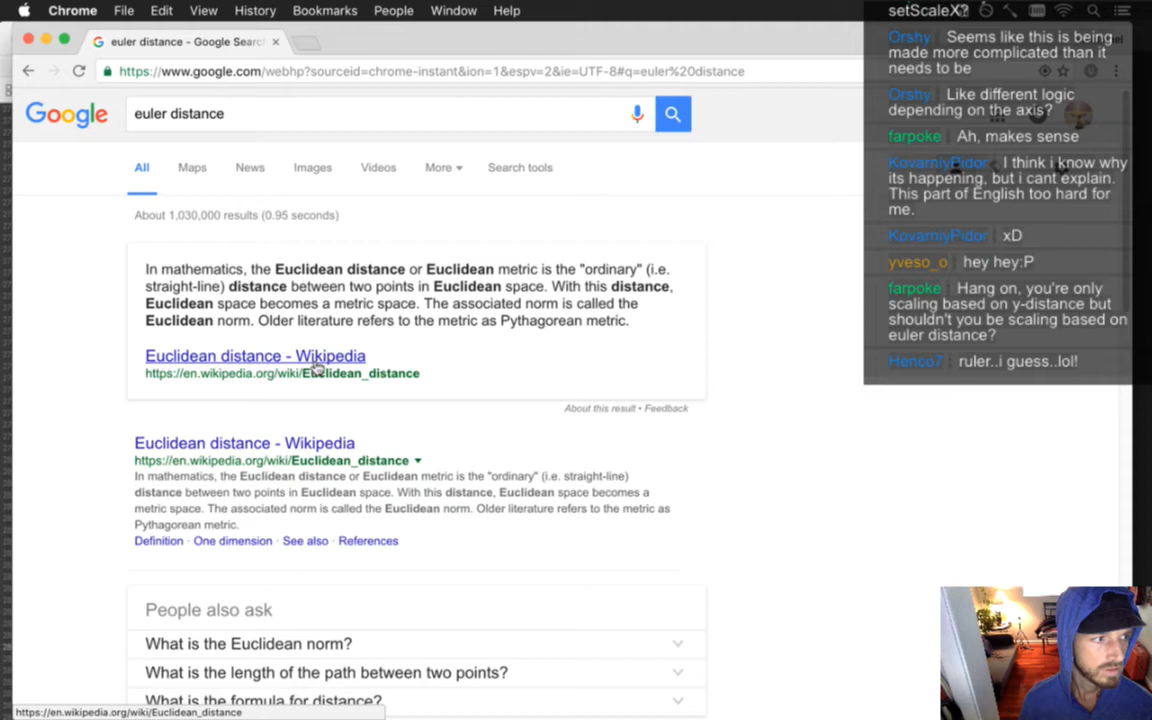 Chrome File Edit View History Bookmarks People Window Help
euler distance - Google Search
https://www.google.com/webhp?sourceid=chrome-instant&ion=1&espv=2&ie=UTF-8#q=euler%20distance
Google
euler distance
All Maps News Images Videos More Search tools
About 1,030,000 results (0.95 seconds)
In mathematics, the Euclidean distance or Euclidean metric is the "ordinary" (i.e.
straight-line) distance between two points in Euclidean space. With this distance,
Euclidean space becomes a metric space. The associated norm is called the
Euclidean norm. Older literature refers to the metric as Pythagorean metric.
Euclidean distance - Wikipedia
https://en.wikipedia.org/wiki/Euclidean_distance
About this result • Feedback
Euclidean distance - Wikipedia
https://en.wikipedia.org/wiki/Euclidean_distance
In mathematics, the Euclidean distance or Euclidean metric is the "ordinary" (i.e. straight-line)
distance between two points in Euclidean space. With this distance, Euclidean space becomes a
metric space. The associated norm is called the Euclidean norm. Older literature refers to the metric as
Pythagorean metric.
Definition · One dimension · See also · References
People also ask
What is the Euclidean norm?
What is the length of the path between two points?
What is the formula for distance?
https://en.wikipedia.org/wiki/Euclidean_distance
setScaleX?
Orshy Seems like this is being
made more complicated than it
needs to be
Orshy Like different logic
depending on the axis?
farpoke Ah, makes sense
KovarniyPidor I think i know why
its happening, but i cant explain.
This part of English too hard for
me.
KovarniyPidor xD
yveso_o hey hey:P
farpoke Hang on, you're only
scaling based on y-distance but
shouldn't you be scaling based on
euler distance?
Henco7 ruler..i guess..lol!